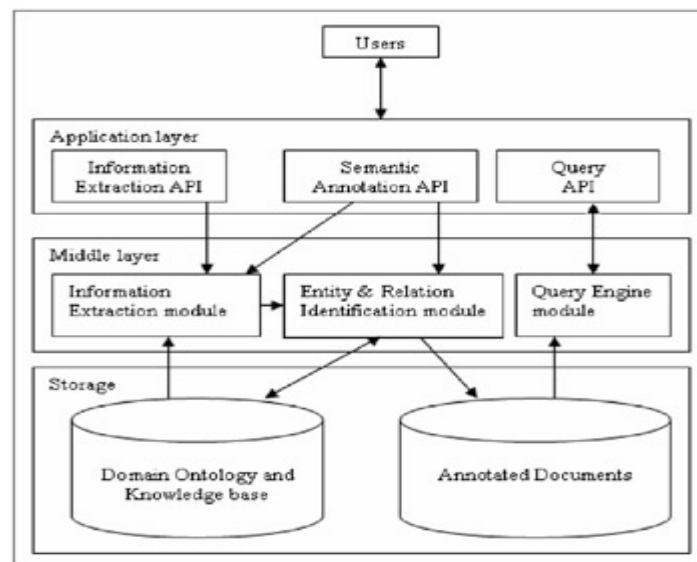 Users
Application layer
Information
Extraction API
Semantic
Annotation API
Query
API
Middle layer
Information
Extraction module
Entity & Relation
Identification module
Query Engine
module
Storage
Domain Ontology and
Knowledge base
Annotated Documents